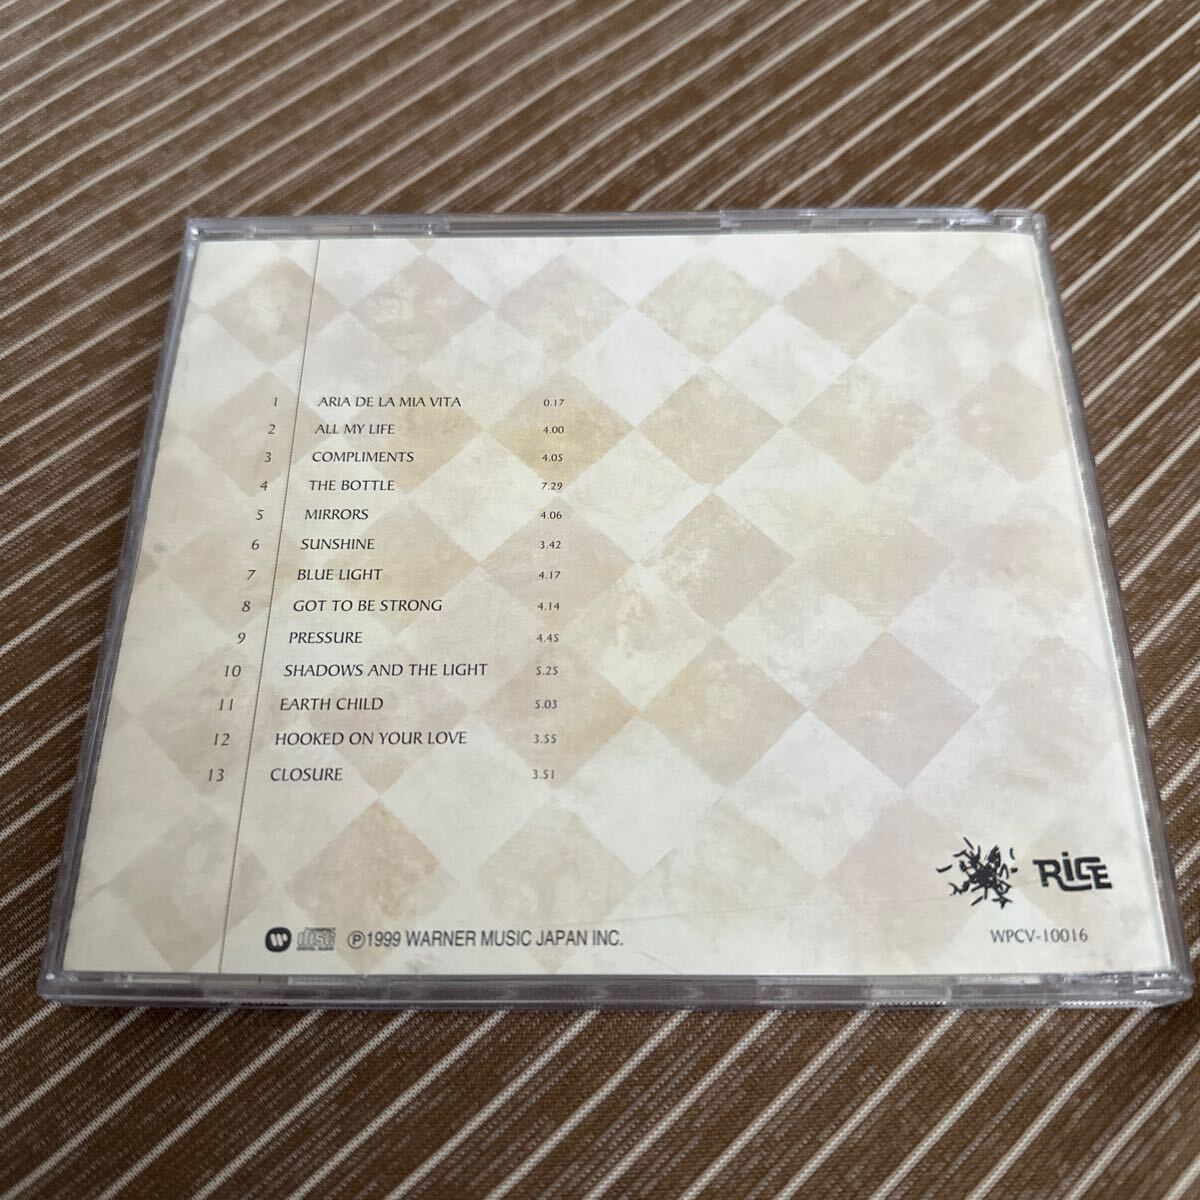 1 ARIA DE LA MIA VITA 0.17
2 ALL MY LIFE 4.00
3 COMPLIMENTS 4.05
4 THE BOTTLE 7.29
5 MIRRORS 4.06
6 SUNSHINE 3.42
7 BLUE LIGHT 4.17
8 GOT TO BE STRONG 4.14
9 PRESSURE 4.45
10 SHADOWS AND THE LIGHT 5.25
11 EARTH CHILD 5.03
12 HOOKED ON YOUR LOVE 3.55
13 CLOSURE 3.51
RiCE
disc ℗1999 WARNER MUSIC JAPAN INC.
WPCV-10016